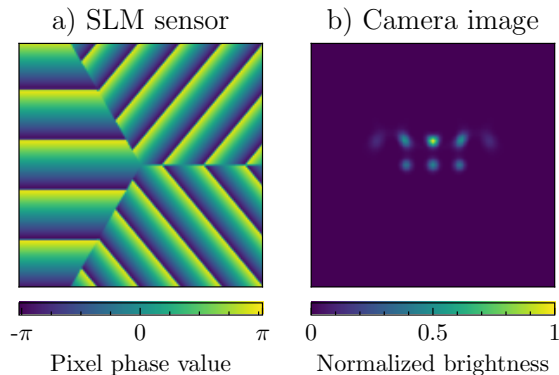 a) SLM sensor
b) Camera image
-π 0 π
0 0.5 1
Pixel phase value
Normalized brightness